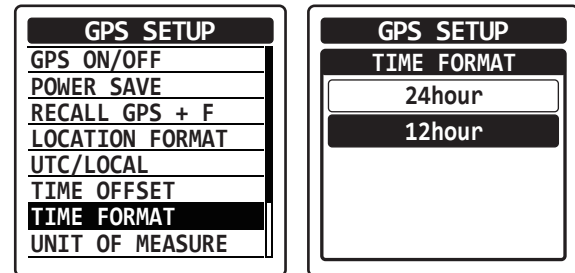 GPS SETUP
GPS ON/OFF
POWER SAVE
RECALL GPS + F
LOCATION FORMAT
UTC/LOCAL
TIME OFFSET
TIME FORMAT
UNIT OF MEASURE
GPS SETUP
TIME FORMAT
24hour
12hour